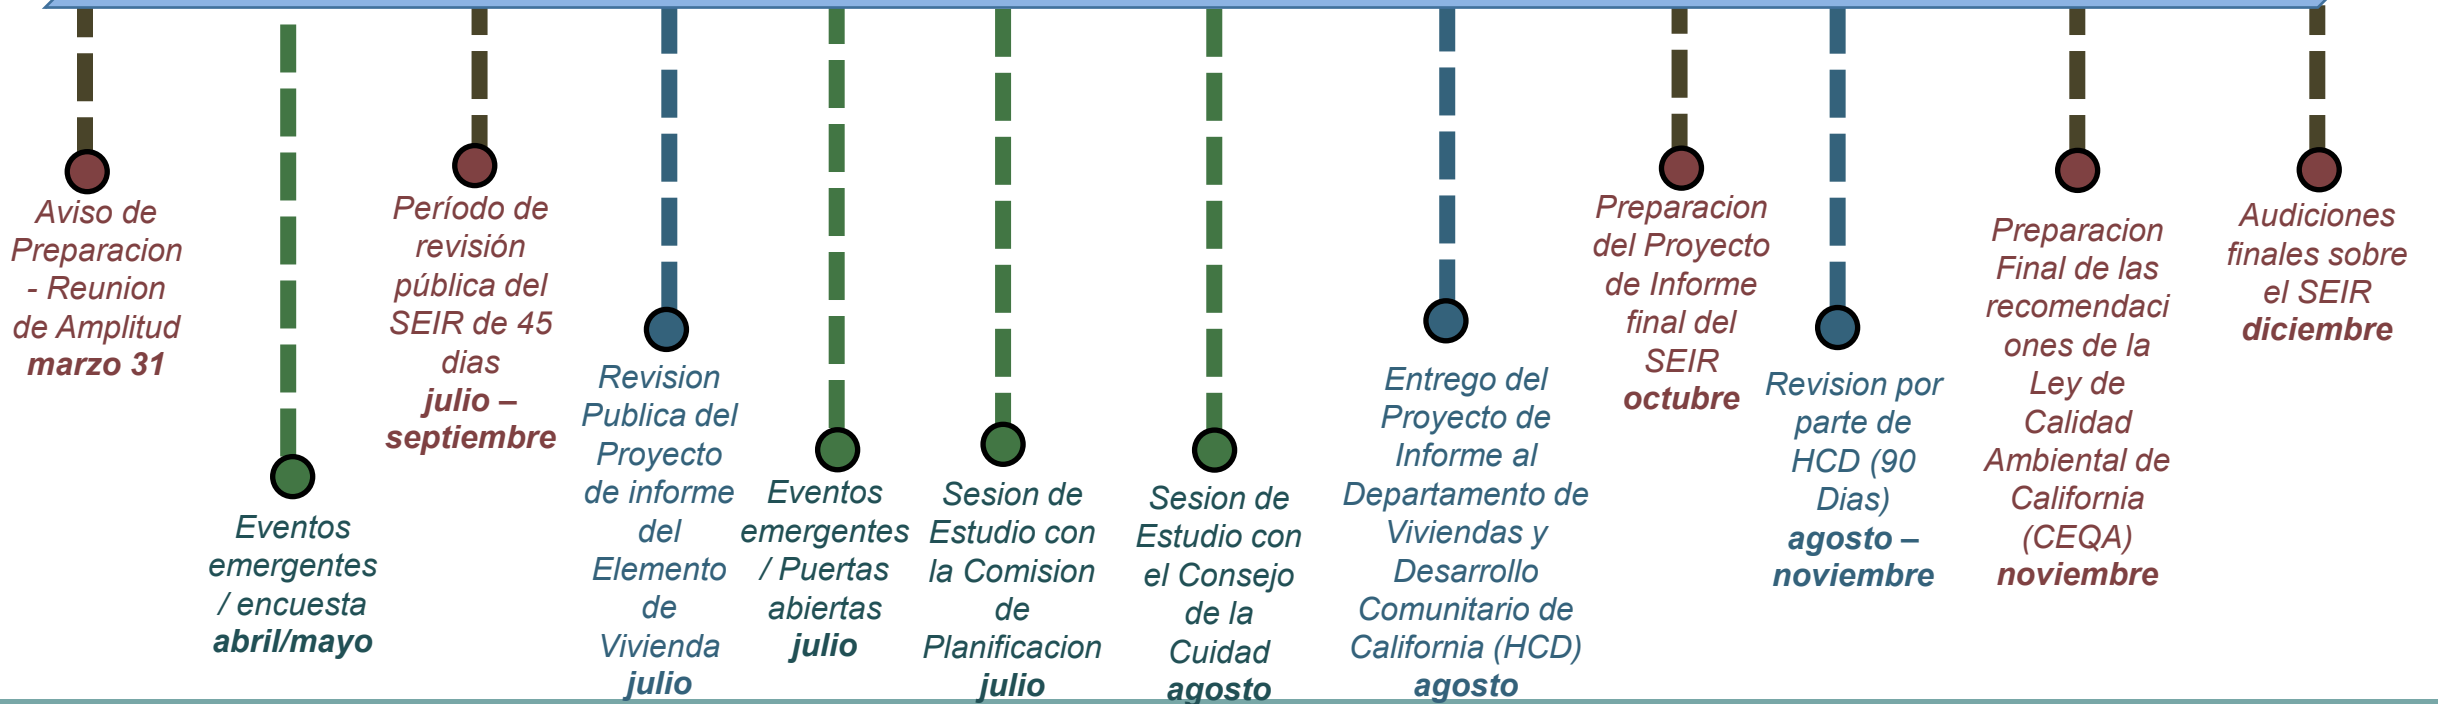 Aviso de
Preparacion
- Reunion
de Amplitud
marzo 31
Eventos
emergentes
/ encuesta
abril/mayo
Período de
revisión
pública del
SEIR de 45
dias
julio –
septiembre
Revision
Publica del
Proyecto
de informe
del
Elemento
de
Vivienda
julio
Eventos
emergentes
/ Puertas
abiertas
julio
Sesion de
Estudio con
la Comision
de
Planificacion
julio
Sesion de
Estudio con
el Consejo
de la
Cuidad
agosto
Entrego del
Proyecto de
Informe al
Departamento de
Viviendas y
Desarrollo
Comunitario de
California (HCD)
agosto
Preparacion
del Proyecto
de Informe
final del
SEIR
octubre
Revision por
parte de
HCD (90
Dias)
agosto –
noviembre
Preparacion
Final de las
recomendaci
ones de la
Ley de
Calidad
Ambiental de
California
(CEQA)
noviembre
Audiciones
finales sobre
el SEIR
diciembre